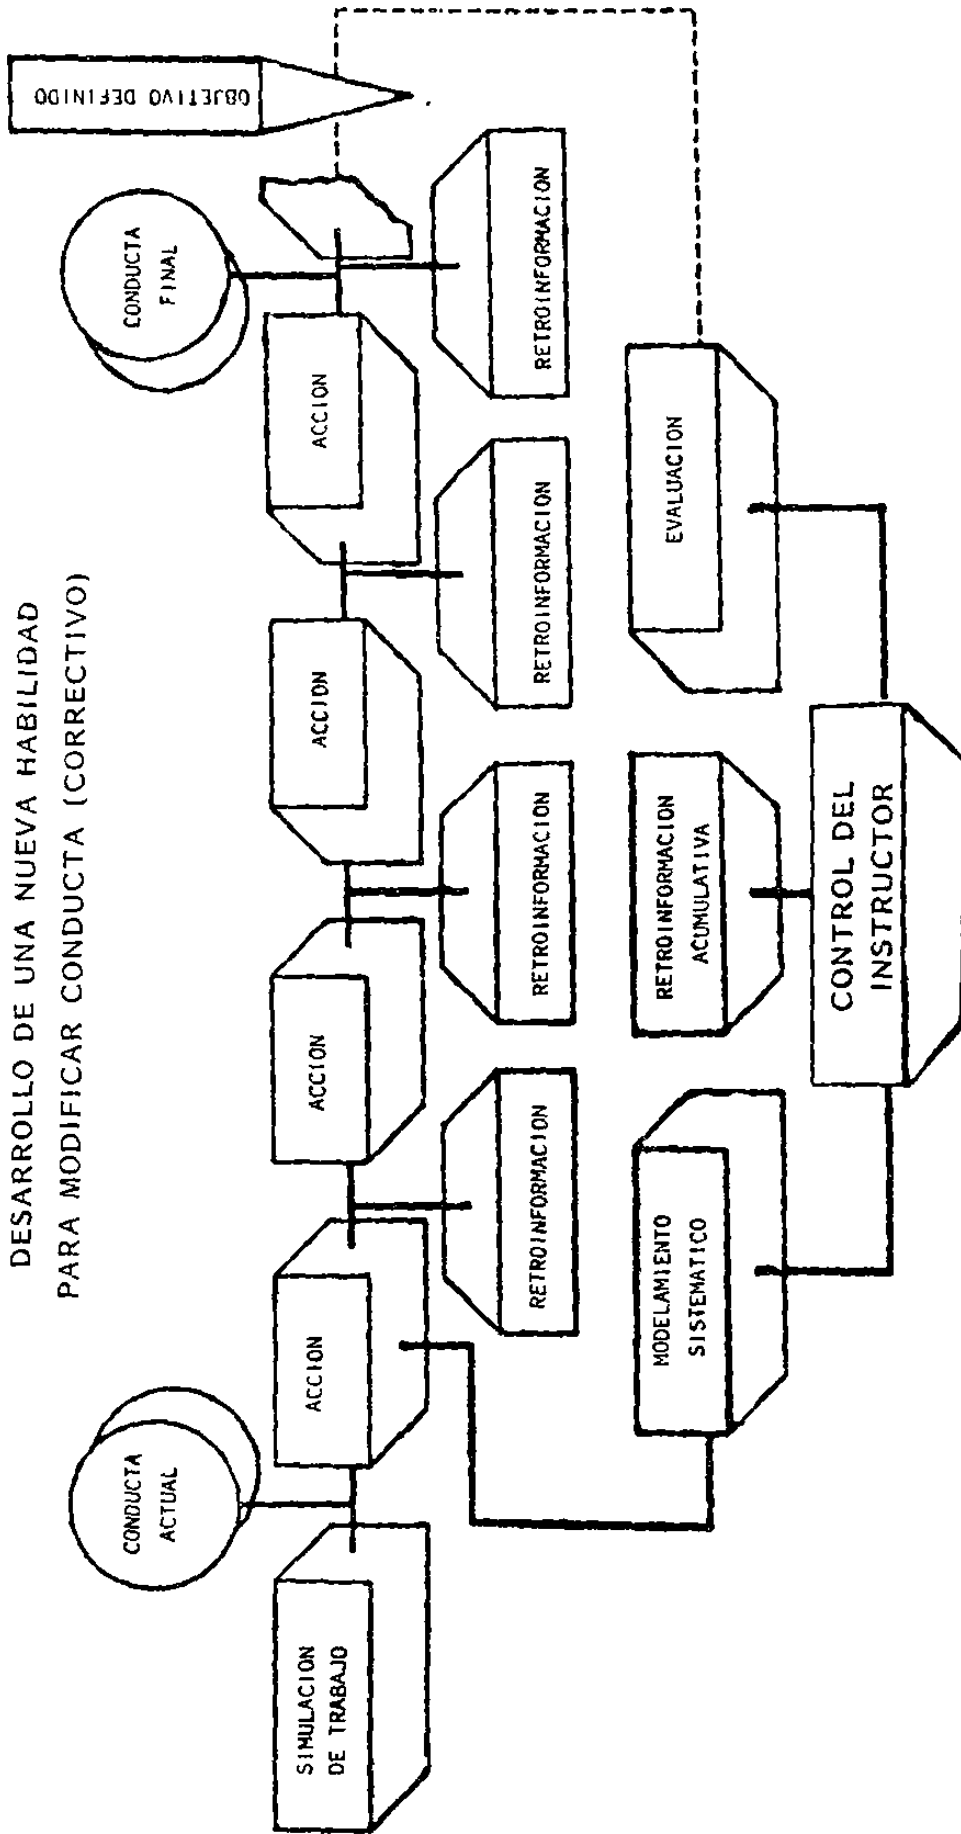 DESARROLLO DE UNA NUEVA HABILIDAD
PARA MODIFICAR CONDUCTA (CORRECTIVO)
CONDUCTA
ACTUAL
CONDUCTA
FINAL
OBJETIVO DEFINIDO
SIMULACION
DE TRABAJO
ACCION
ACCION
ACCION
ACCION
RETROINFORMACION
RETROINFORMACION
RETROINFORMACION
RETROINFORMACION
MODELAMIENTO
SISTEMATICO
RETROINFORMACION
ACUMULATIVA
EVALUACION
CONTROL DEL
INSTRUCTOR